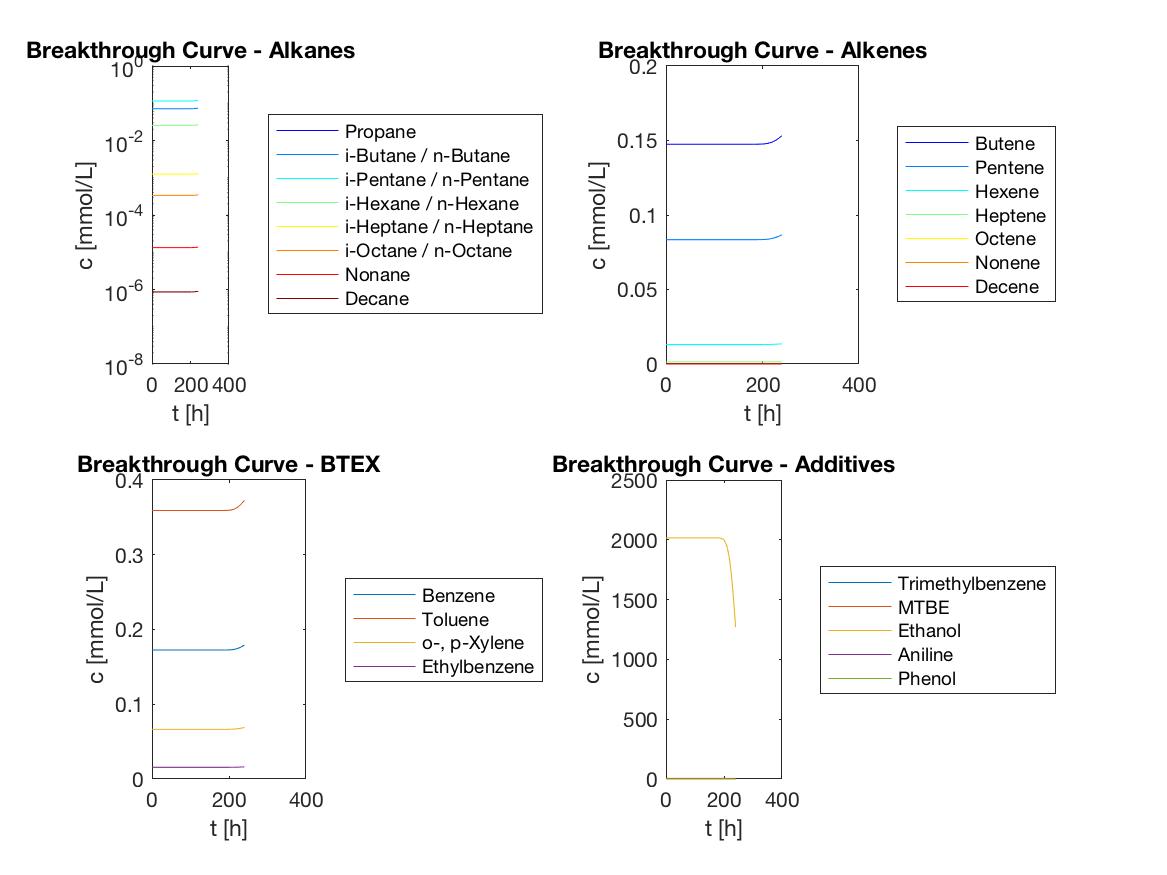 Breakthrough Curve - Alkanes
10^0
10^-2
10^-4
10^-6
10^-8
c [mmol/L]
0 200 400
t [h]
Propane
i-Butane / n-Butane
i-Pentane / n-Pentane
i-Hexane / n-Hexane
i-Heptane / n-Heptane
i-Octane / n-Octane
Nonane
Decane
Breakthrough Curve - Alkenes
0.2
0.15
0.1
0.05
0
c [mmol/L]
0 200 400
t [h]
Butene
Pentene
Hexene
Heptene
Octene
Nonene
Decene
Breakthrough Curve - BTEX
0.4
0.3
0.2
0.1
0
c [mmol/L]
0 200 400
t [h]
Benzene
Toluene
o-, p-Xylene
Ethylbenzene
Breakthrough Curve - Additives
2500
2000
1500
1000
500
0
c [mmol/L]
0 200 400
t [h]
Trimethylbenzene
MTBE
Ethanol
Aniline
Phenol